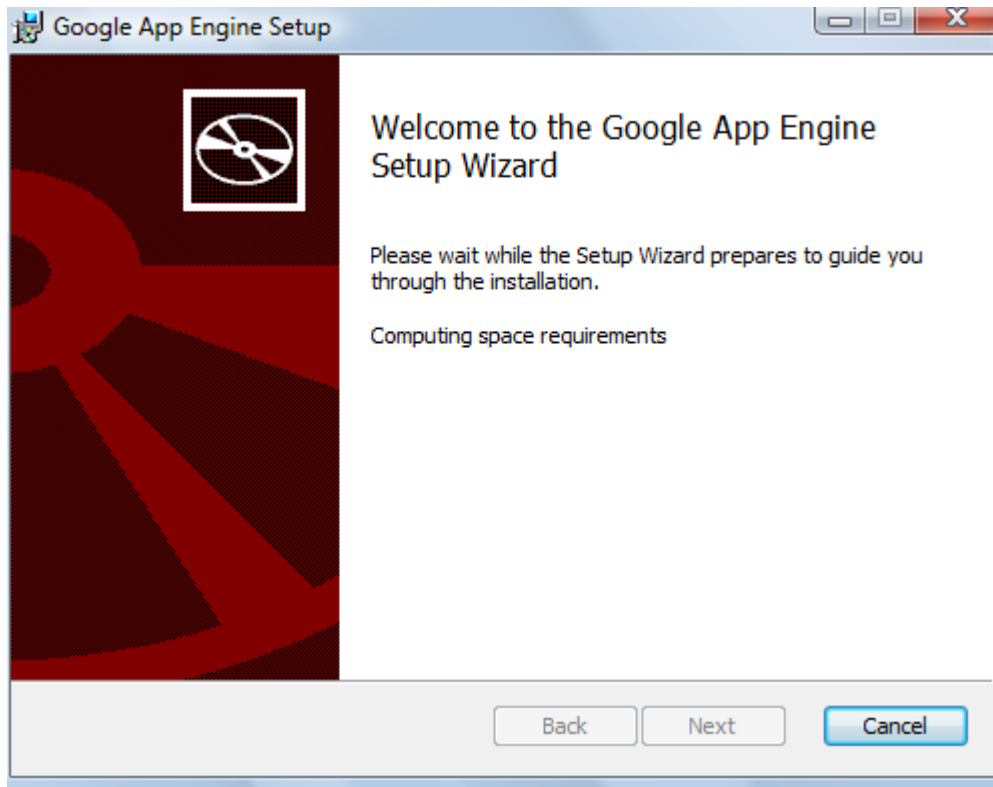 Google App Engine Setup
Welcome to the Google App Engine
Setup Wizard
Please wait while the Setup Wizard prepares to guide you
through the installation.
Computing space requirements
Back Next Cancel